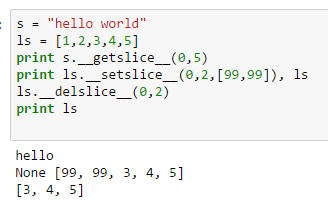 s = "hello world"
ls = [1,2,3,4,5]
print s.__getslice__(0,5)
print ls.__setslice__(0,2,[99,99]), ls
ls.__delslice__(0,2)
print ls
hello
None [99, 99, 3, 4, 5]
[3, 4, 5]